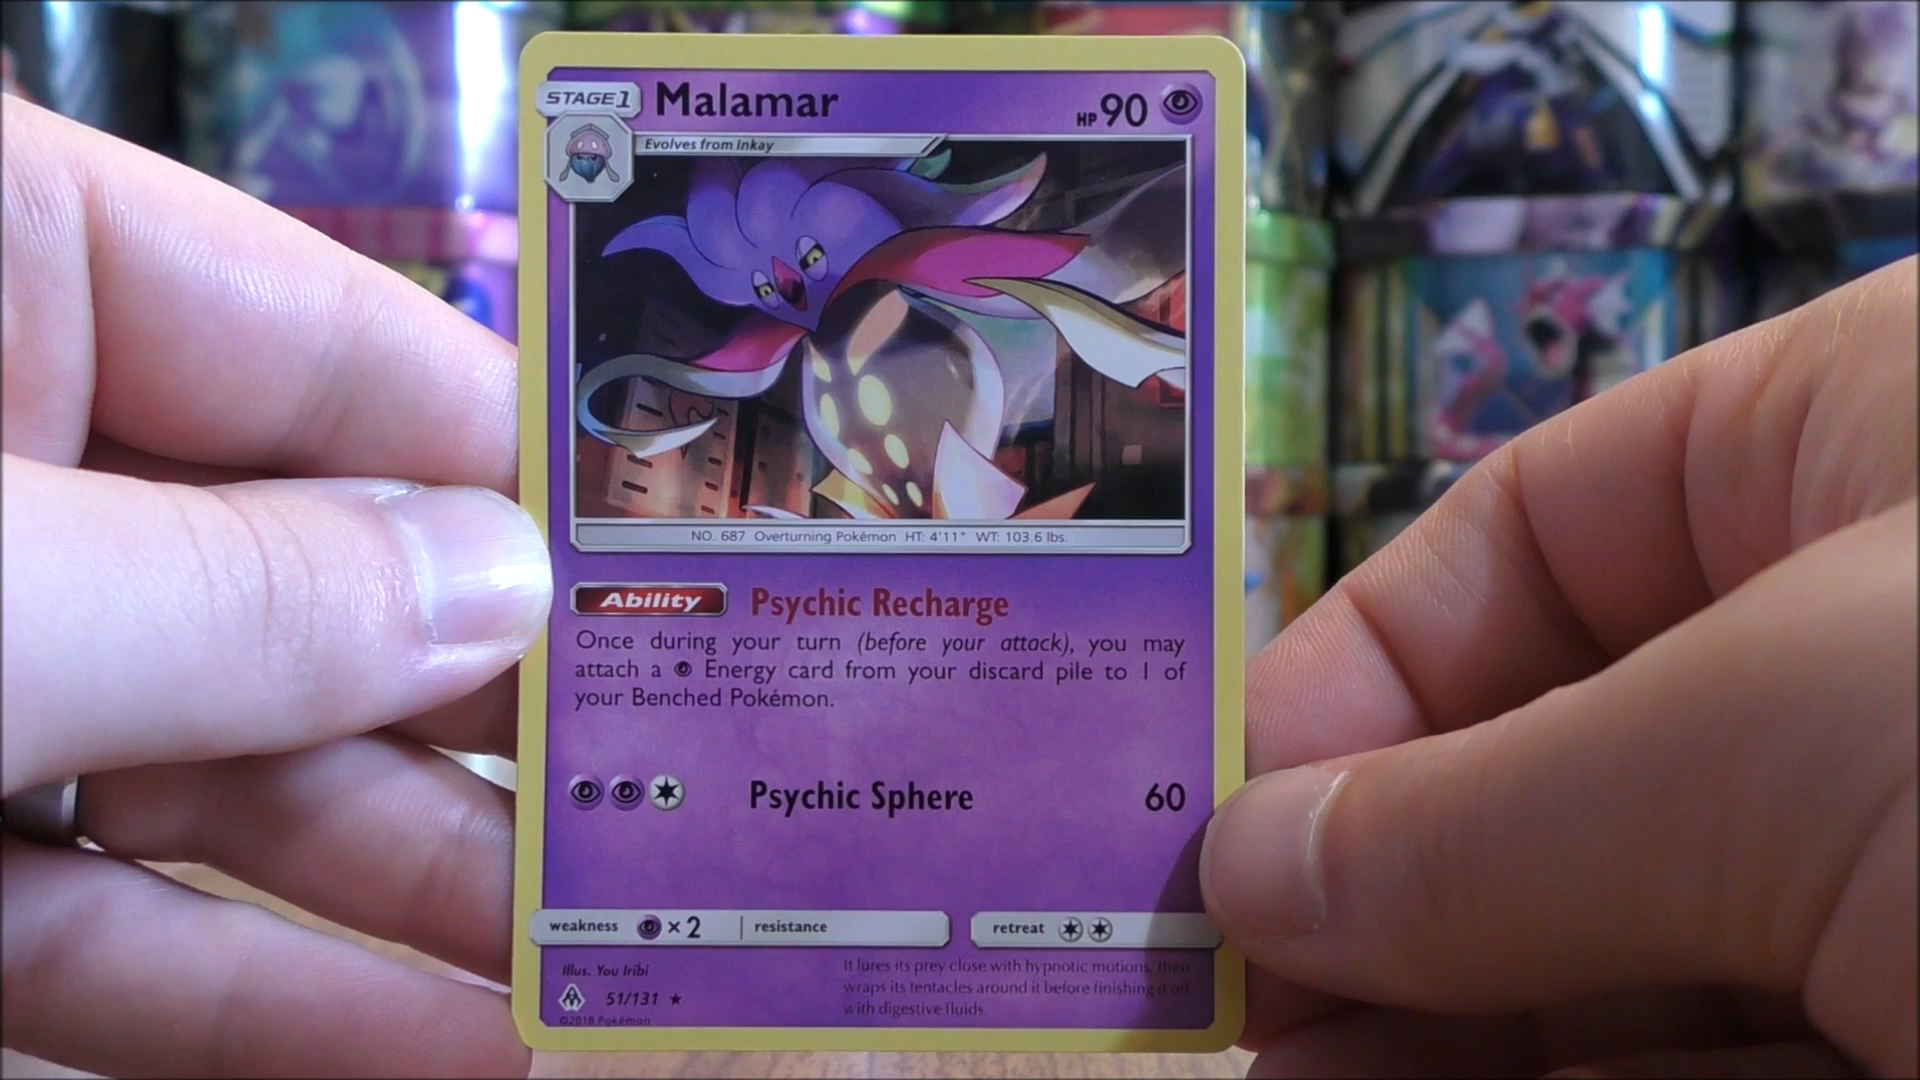 STAGE1 Malamar HP 90
Evolves from Inkay
NO. 687 Overturning Pokémon HT: 4'11" WT: 103.6 lbs.
Ability Psychic Recharge
Once during your turn (before your attack), you may
attach a Energy card from your discard pile to 1 of
your Benched Pokémon.
Psychic Sphere 60
weakness ×2 resistance retreat
Illus. You Iribi
It lures its prey close with hypnotic motions, then
wraps its tentacles around it before finishing it off
with digestive fluids.
51/131
©2018 Pokémon